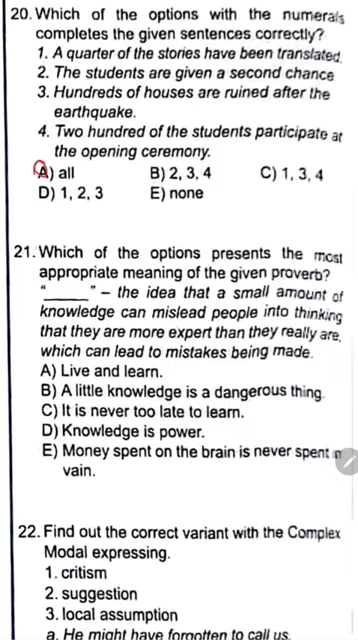 20. Which of the options with the numerals
completes the given sentences correctly?
1. A quarter of the stories have been translated.
2. The students are given a second chance
3. Hundreds of houses are ruined after the
earthquake.
4. Two hundred of the students participate at
the opening ceremony.
A) all B) 2, 3, 4 C) 1, 3, 4
D) 1, 2, 3 E) none
21. Which of the options presents the most
appropriate meaning of the given proverb?
"______" – the idea that a small amount of
knowledge can mislead people into thinking
that they are more expert than they really are,
which can lead to mistakes being made.
A) Live and learn.
B) A little knowledge is a dangerous thing.
C) It is never too late to learn.
D) Knowledge is power.
E) Money spent on the brain is never spent in
vain.
22. Find out the correct variant with the Complex
Modal expressing.
1. critism
2. suggestion
3. local assumption
a. He might have forgotten to call us.